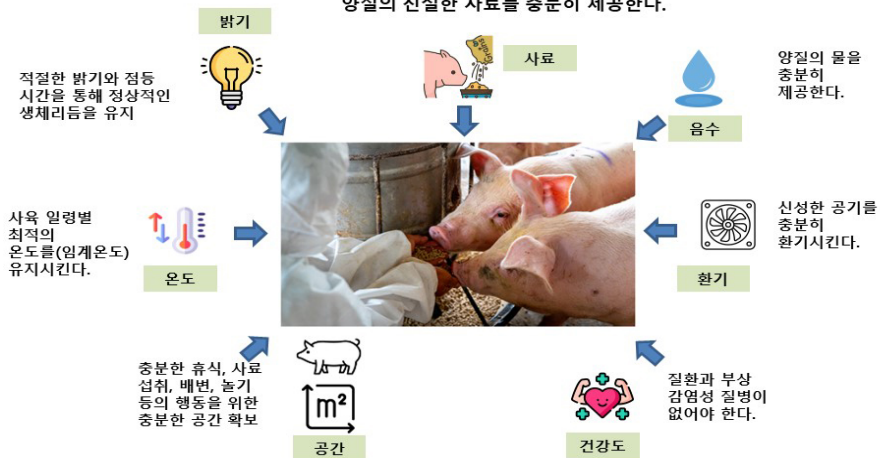 양질의 신설한 사료를 충분히 제공한다.
밝기
사료
적절한 밝기와 점등
시간을 통해 정상적인
생체리듬을 유지
Grains
양질의 물을
충분히
제공한다.
음수
사육 일령별
최적의
온도를(임계온도)
유지시킨다.
온도
신성한 공기를
충분히
환기시킨다.
환기
충분한 휴식, 사료
섭취, 배변, 놀기
등의 행동을 위한
충분한 공간 확보
m²
공간
질환과 부상
감염성 질병이
없어야 한다.
건강도